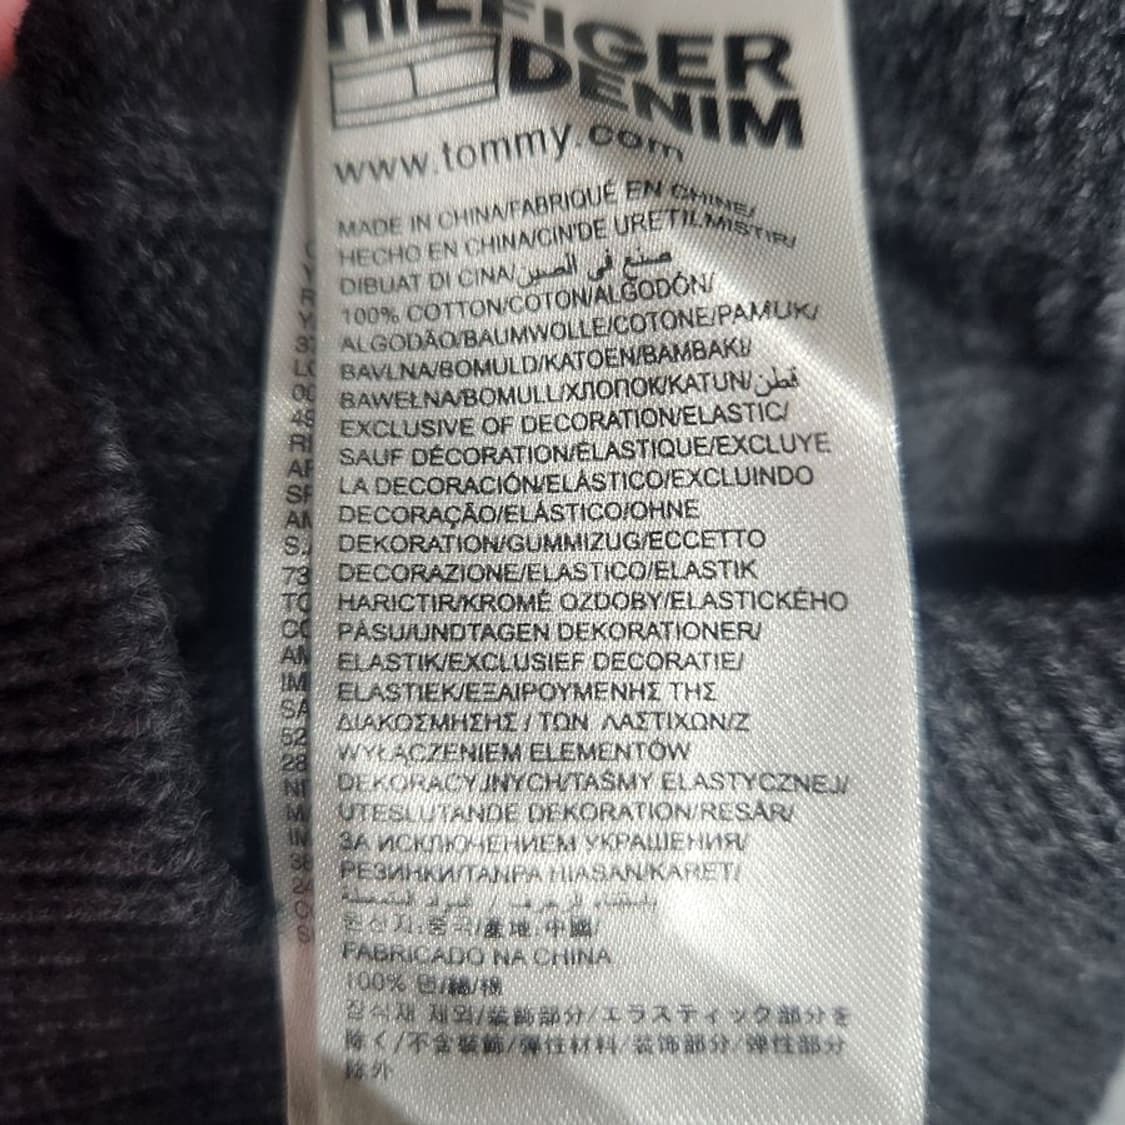 HILFIGER
DENIM
www.tommy.com
MADE IN CHINA/FABRIQUÉ EN CHINE/
HECHO EN CHINA/CIN'DE URETILMISTIR/
DIBUAT DI CINA/صنع في الصين
100% COTTON/COTON/ALGODÓN/
ALGODÃO/BAUMWOLLE/COTONE/PAMUK/
BAVLNA/BOMULD/KATOEN/BAMBAKI/
BAWEŁNA/BOMULL/ХЛОПОК/KATUN/قطن
EXCLUSIVE OF DECORATION/ELASTIC/
SAUF DÉCORATION/ÉLASTIQUE/EXCLUYE
LA DECORACIÓN/ELÁSTICO/EXCLUINDO
DECORAÇÃO/ELÁSTICO/OHNE
DEKORATION/GUMMIZUG/ECCETTO
DECORAZIONE/ELASTICO/ELASTIK
HARICTIR/KROMĚ OZDOBY/ELASTICKÉHO
PÁSU/UNDTAGEN DEKORATIONER/
ELASTIK/EXCLUSIEF DECORATIE/
ELASTIEK/ΕΞΑΙΡΟΥΜΕΝΗΣ ΤΗΣ
ΔΙΑΚΟΣΜΗΣΗΣ / ΤΩΝ ΛΑΣΤΙΧΩΝ/Z
WYŁĄCZENIEM ELEMENTÓW
DEKORACYJNYCH/TAŚMY ELASTYCZNEJ/
UTESLUTANDE DEKORATION/RESÅR/
ЗА ИСКЛЮЧЕНИЕМ УКРАШЕНИЯ/
РЕЗИНКИ/TANPA HIASAN/KARET/
원산지:중국/產地:中國/
FABRICADO NA CHINA
100% 면/綿/棉
장식재 제외/装飾部分/エラスティック部分を
除く/不含裝飾/彈性材料/装饰部分/弹性部分
除外